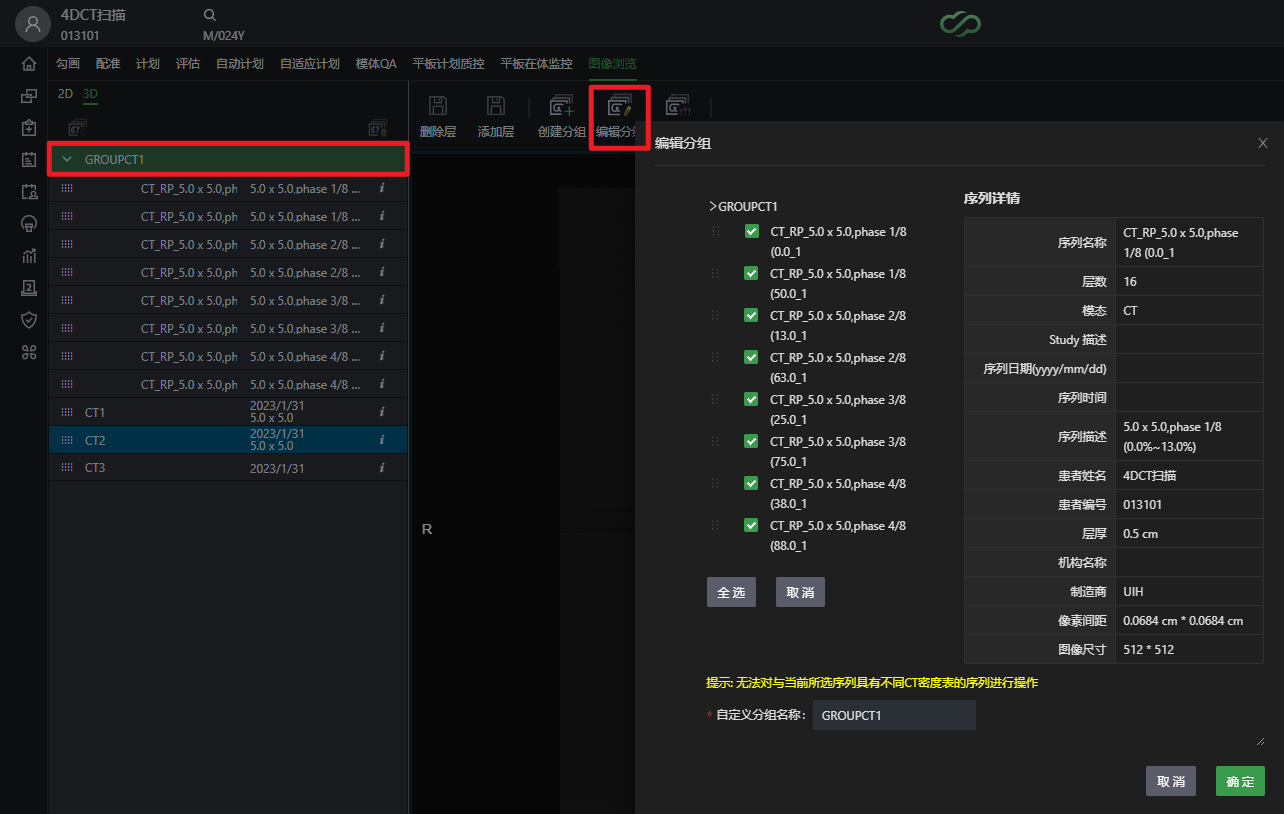 4DCT扫描
013101
M/024Y
勾画 配准 计划 评估 自动计划 自适应计划 模体QA 平板计划质控 平板在体监控 图像浏览
2D 3D
删除层 添加层 创建分组 编辑分组
GROUPCT1
CT_RP_5.0 x 5.0,ph 5.0 x 5.0,phase 1/8 ... i
CT_RP_5.0 x 5.0,ph 5.0 x 5.0,phase 1/8 ... i
CT_RP_5.0 x 5.0,ph 5.0 x 5.0,phase 2/8 ... i
CT_RP_5.0 x 5.0,ph 5.0 x 5.0,phase 2/8 ... i
CT_RP_5.0 x 5.0,ph 5.0 x 5.0,phase 3/8 ... i
CT_RP_5.0 x 5.0,ph 5.0 x 5.0,phase 3/8 ... i
CT_RP_5.0 x 5.0,ph 5.0 x 5.0,phase 4/8 ... i
CT_RP_5.0 x 5.0,ph 5.0 x 5.0,phase 4/8 ... i
CT1 2023/1/31 i
5.0 x 5.0
CT2 2023/1/31 i
5.0 x 5.0
CT3 2023/1/31 i
R
编辑分组
GROUPCT1
CT_RP_5.0 x 5.0,phase 1/8
(0.0_1
CT_RP_5.0 x 5.0,phase 1/8
(50.0_1
CT_RP_5.0 x 5.0,phase 2/8
(13.0_1
CT_RP_5.0 x 5.0,phase 2/8
(63.0_1
CT_RP_5.0 x 5.0,phase 3/8
(25.0_1
CT_RP_5.0 x 5.0,phase 3/8
(75.0_1
CT_RP_5.0 x 5.0,phase 4/8
(38.0_1
CT_RP_5.0 x 5.0,phase 4/8
(88.0_1
全选 取消
序列详情
序列名称 CT_RP_5.0 x 5.0,phase
1/8 (0.0_1
层数 16
模态 CT
Study 描述
序列日期(yyyy/mm/dd)
序列时间
序列描述 5.0 x 5.0,phase 1/8
(0.0%~13.0%)
患者姓名 4DCT扫描
患者编号 013101
层厚 0.5 cm
机构名称
制造商 UIH
像素间距 0.0684 cm * 0.0684 cm
图像尺寸 512 * 512
提示: 无法对与当前所选序列具有不同CT密度表的序列进行操作
* 自定义分组名称: GROUPCT1
取消 确定